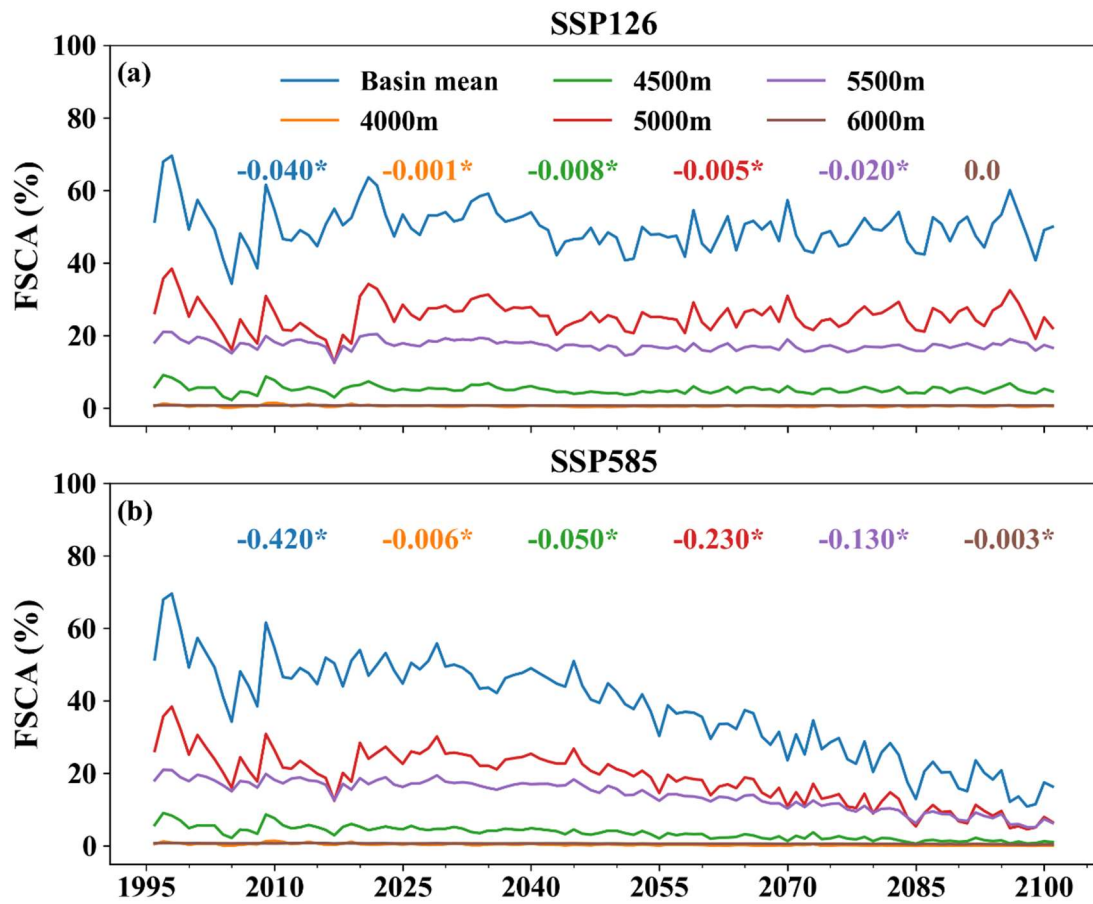 SSP126
100
(a)
Basin mean 4500m 5500m
4000m 5000m 6000m
80
-0.040* -0.001* -0.008* -0.005* -0.020* 0.0
60
FSCA (%)
40
20
0
SSP585
100
(b)
-0.420* -0.006* -0.050* -0.230* -0.130* -0.003*
80
60
FSCA (%)
40
20
0
1995 2010 2025 2040 2055 2070 2085 2100